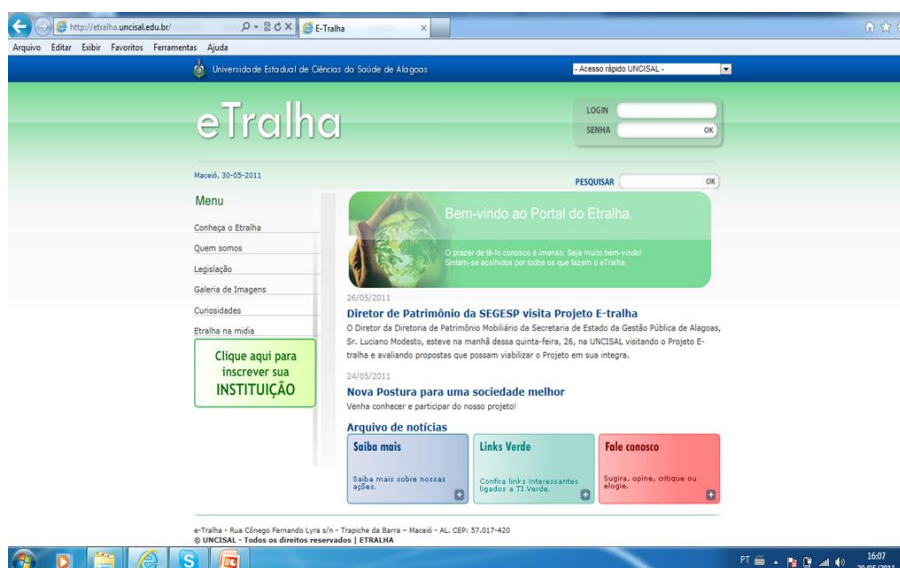 http://etralha.uncisal.edu.br/
E-Tralha
Arquivo Editar Exibir Favoritos Ferramentas Ajuda
Universidade Estadual de Ciências da Saúde de Alagoas
- Acesso rápido UNCISAL -
eTralha
LOGIN
SENHA OK
Maceió, 30-05-2011
PESQUISAR OK
Menu
Conheça o Etralha
Quem somos
Legislação
Galeria de Imagens
Curiosidades
Etralha na midia
Clique aqui para
inscrever sua
INSTITUIÇÃO
Bem-vindo ao Portal do Etralha.
O prazer de tê-lo conosco é imenso. Seja muito bem-vindo!
Sintam-se acolhidos por todos os que fazem o eTralha.
26/05/2011
Diretor de Patrimônio da SEGESP visita Projeto E-tralha
O Diretor da Diretoria de Patrimônio Mobiliário da Secretaria de Estado da Gestão Pública de Alagoas,
Sr. Luciano Modesto, esteve na manhã dessa quinta-feira, 26, na UNCISAL visitando o Projeto E-
tralha e avaliando propostas que possam viabilizar o Projeto em sua integra.
24/05/2011
Nova Postura para uma sociedade melhor
Venha conhecer e participar do nosso projeto!
Arquivo de notícias
Saiba mais
Saiba mais sobre nossas
ações.
Links Verde
Confira links interessantes
ligados a TI Verde.
Fale conosco
Sugira, opine, critique ou
elogie.
e-Tralha - Rua Cônego Fernando Lyra s/n - Trapiche da Barra – Maceió - AL. CEP: 57.017-420
© UNCISAL - Todos os direitos reservados | ETRALHA
PT
16:07
30/05/2011